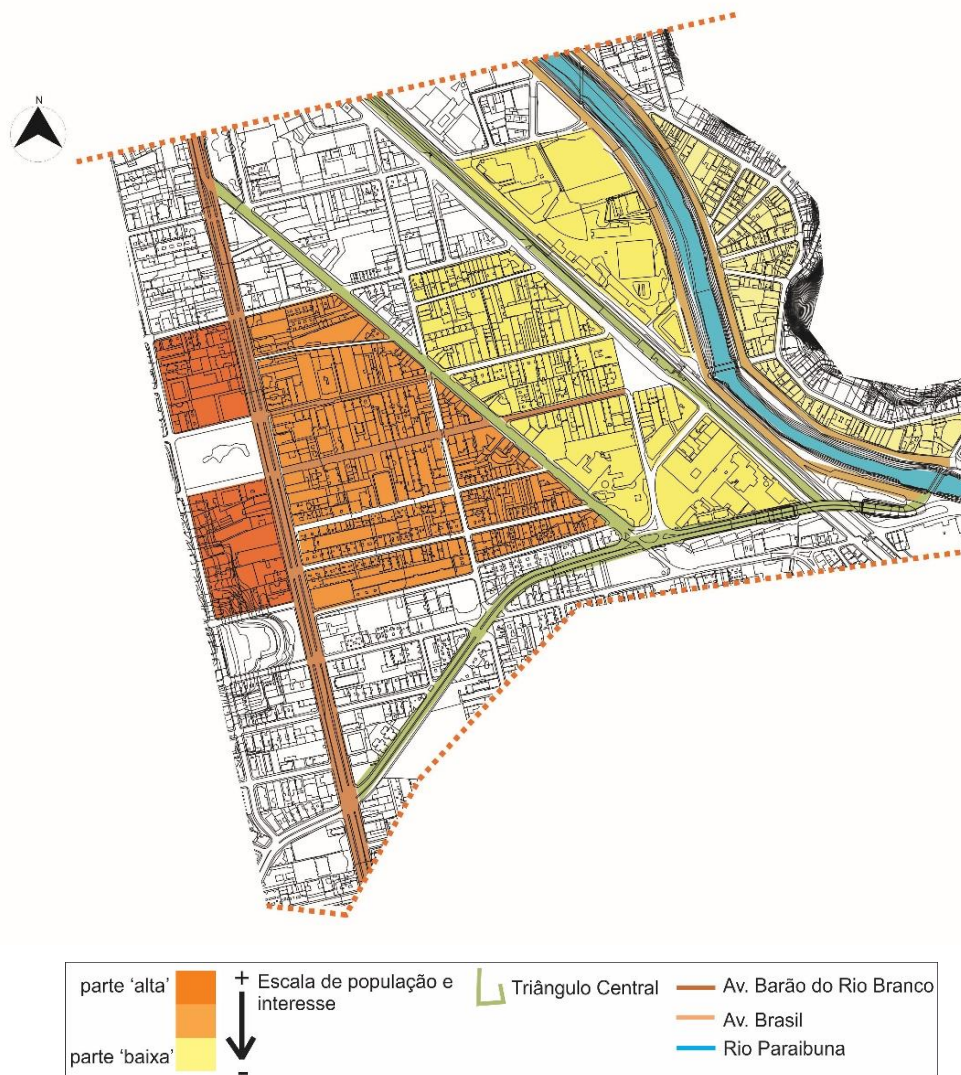 N
parte 'alta'
parte 'baixa'
+ Escala de população e
interesse
-
Triângulo Central
Av. Barão do Rio Branco
Av. Brasil
Rio Paraibuna